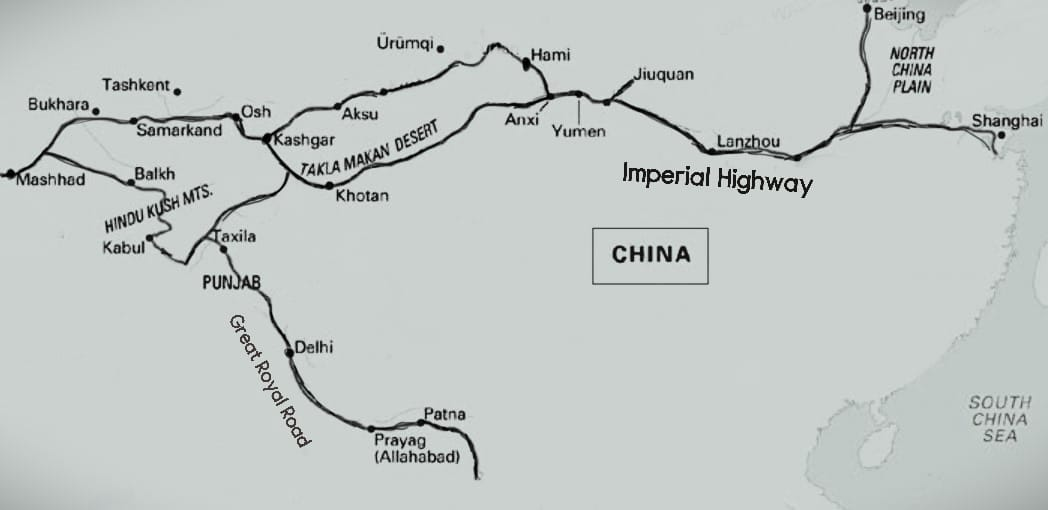 Beijing
NORTH
CHINA
PLAIN
Ürümqi
Hami
Tashkent
Jiuquan
Bukhara
Samarkand
Osh
Aksu
Anxi
Yumen
Shanghai
Kashgar
TAKLA MAKAN DESERT
Lanzhou
Mashhad
Balkh
Khotan
Imperial Highway
HINDU KUSH MTS.
Kabul
Taxila
CHINA
PUNJAB
Great Royal Road
Delhi
Patna
Prayag
(Allahabad)
SOUTH
CHINA
SEA